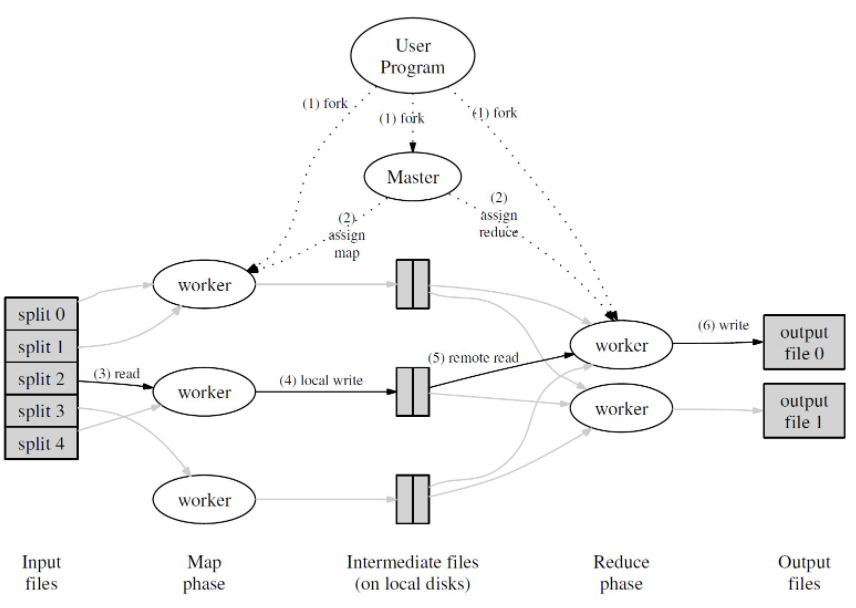 User
Program
(1) fork
(1) fork
(1) fork
Master
(2)
assign
map
(2)
assign
reduce
worker
split 0
split 1
split 2
split 3
split 4
(3) read
worker
(4) local write
(5) remote read
worker
(6) write
output
file 0
worker
output
file 1
worker
Input
files
Map
phase
Intermediate files
(on local disks)
Reduce
phase
Output
files